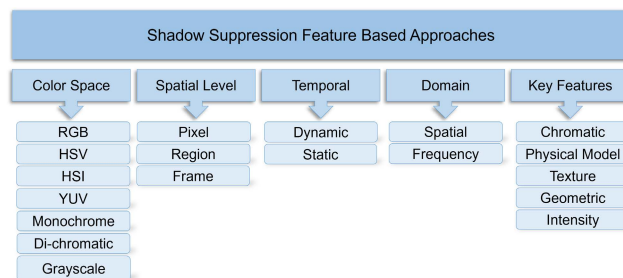 Shadow Suppression Feature Based Approaches
Color Space
Spatial Level
Temporal
Domain
Key Features
RGB
HSV
HSI
YUV
Monochrome
Di-chromatic
Grayscale
Pixel
Region
Frame
Dynamic
Static
Spatial
Frequency
Chromatic
Physical Model
Texture
Geometric
Intensity